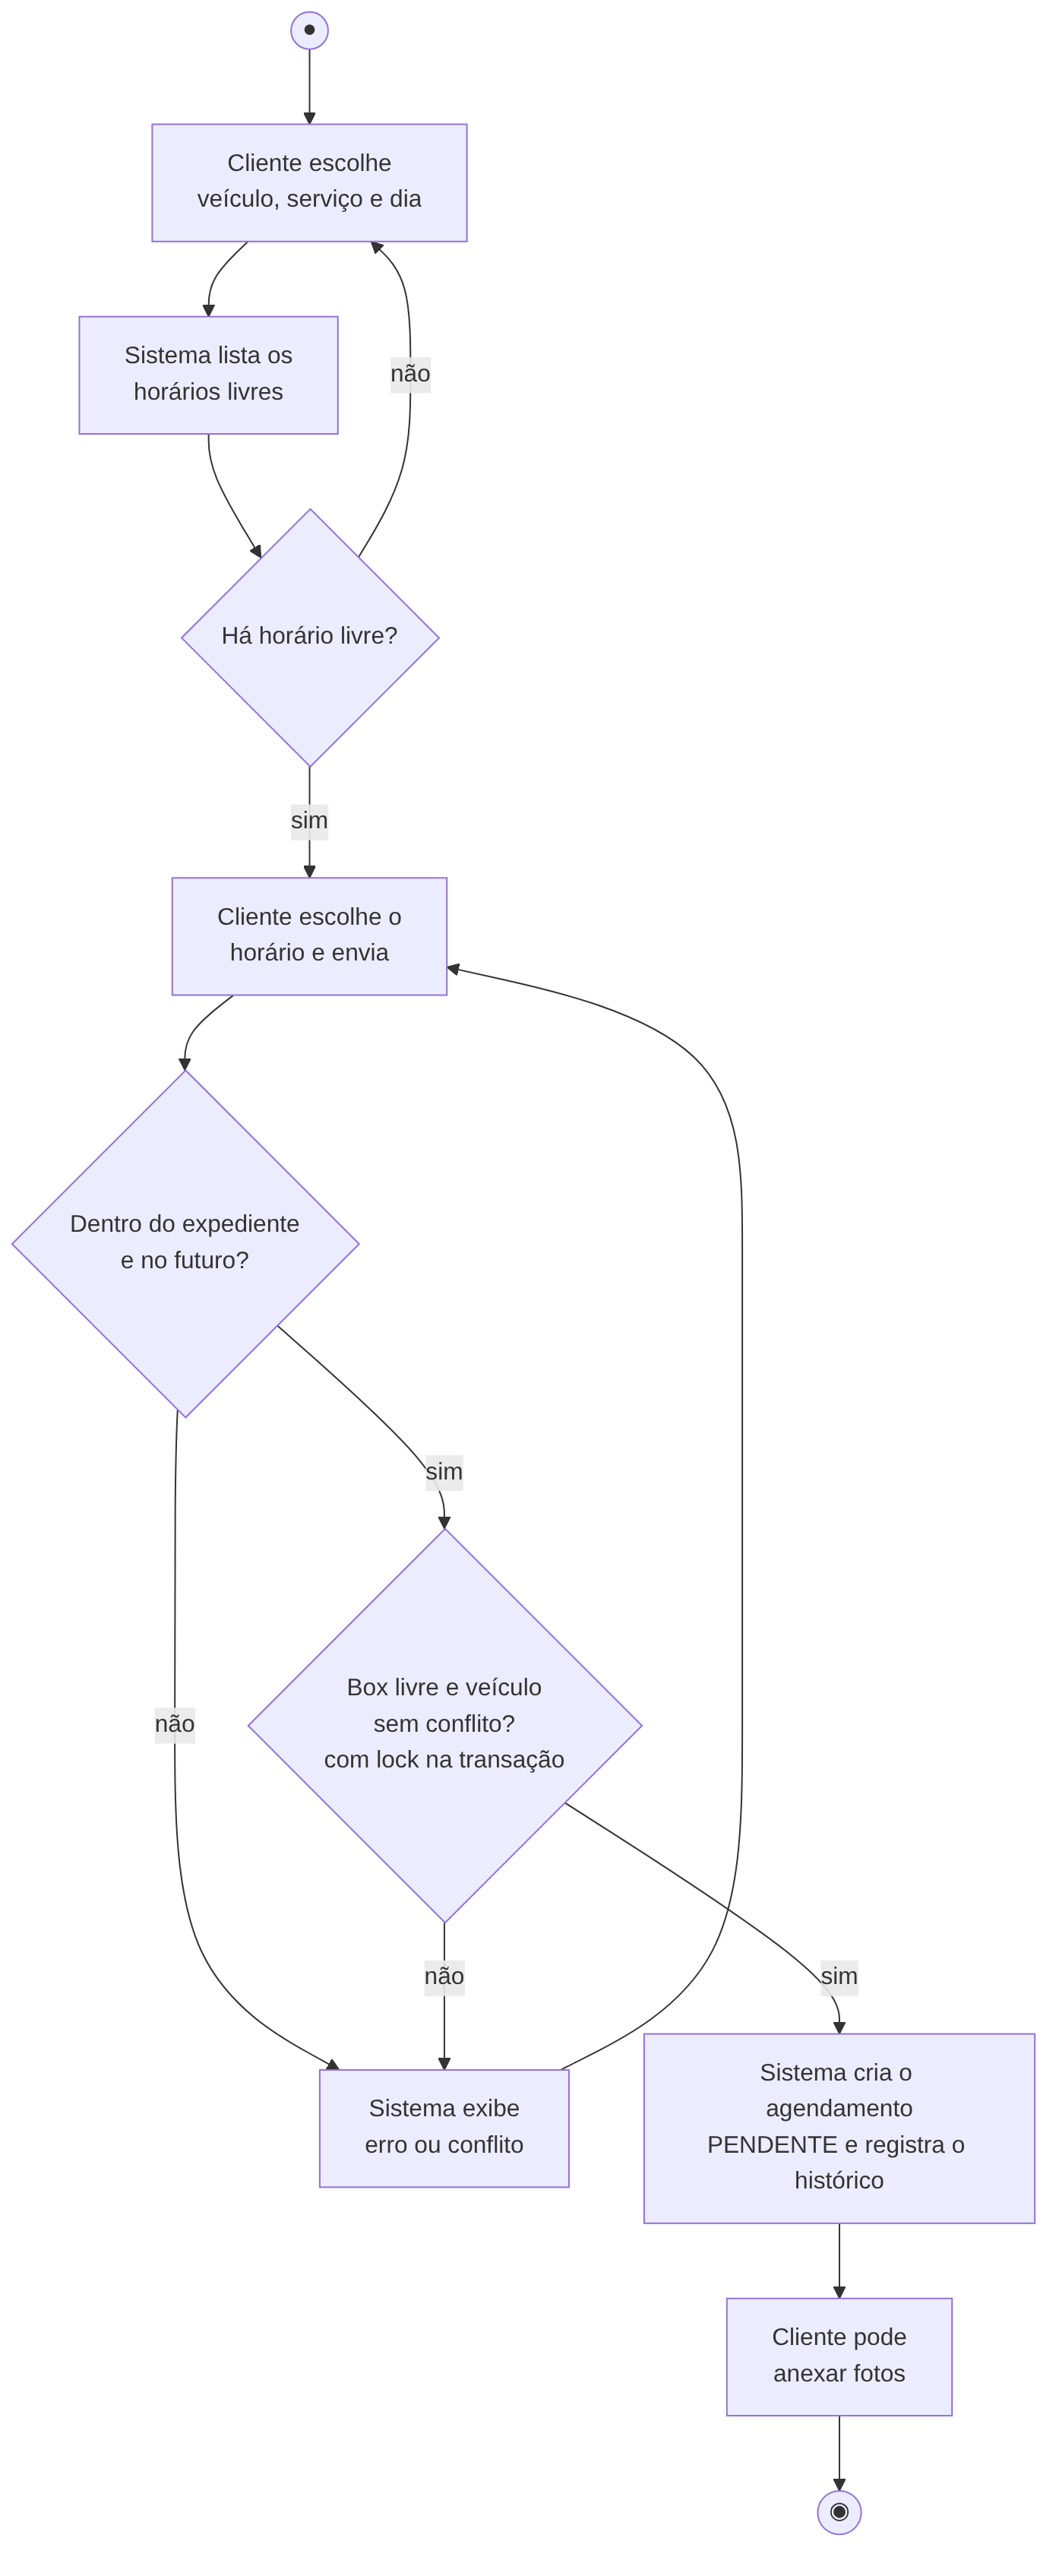 Cliente escolhe
veículo, serviço e dia
Sistema lista os
horários livres
não
Há horário livre?
sim
Cliente escolhe o
horário e envia
Dentro do expediente
e no futuro?
sim
Box livre e veículo
sem conflito?
com lock na transação
não
não
sim
Sistema exibe
erro ou conflito
Sistema cria o
agendamento
PENDENTE e registra o
histórico
Cliente pode
anexar fotos